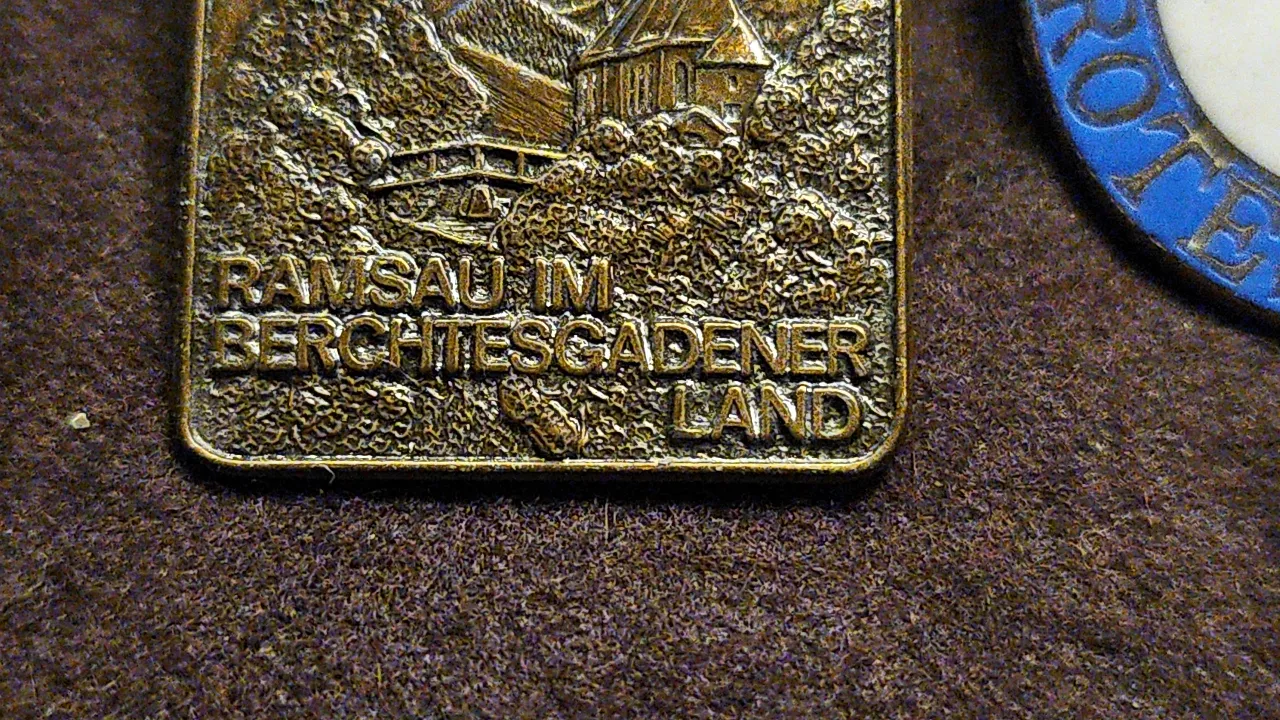 RAMSAU IM
BERCHTESGADENER
LAND
ROTE